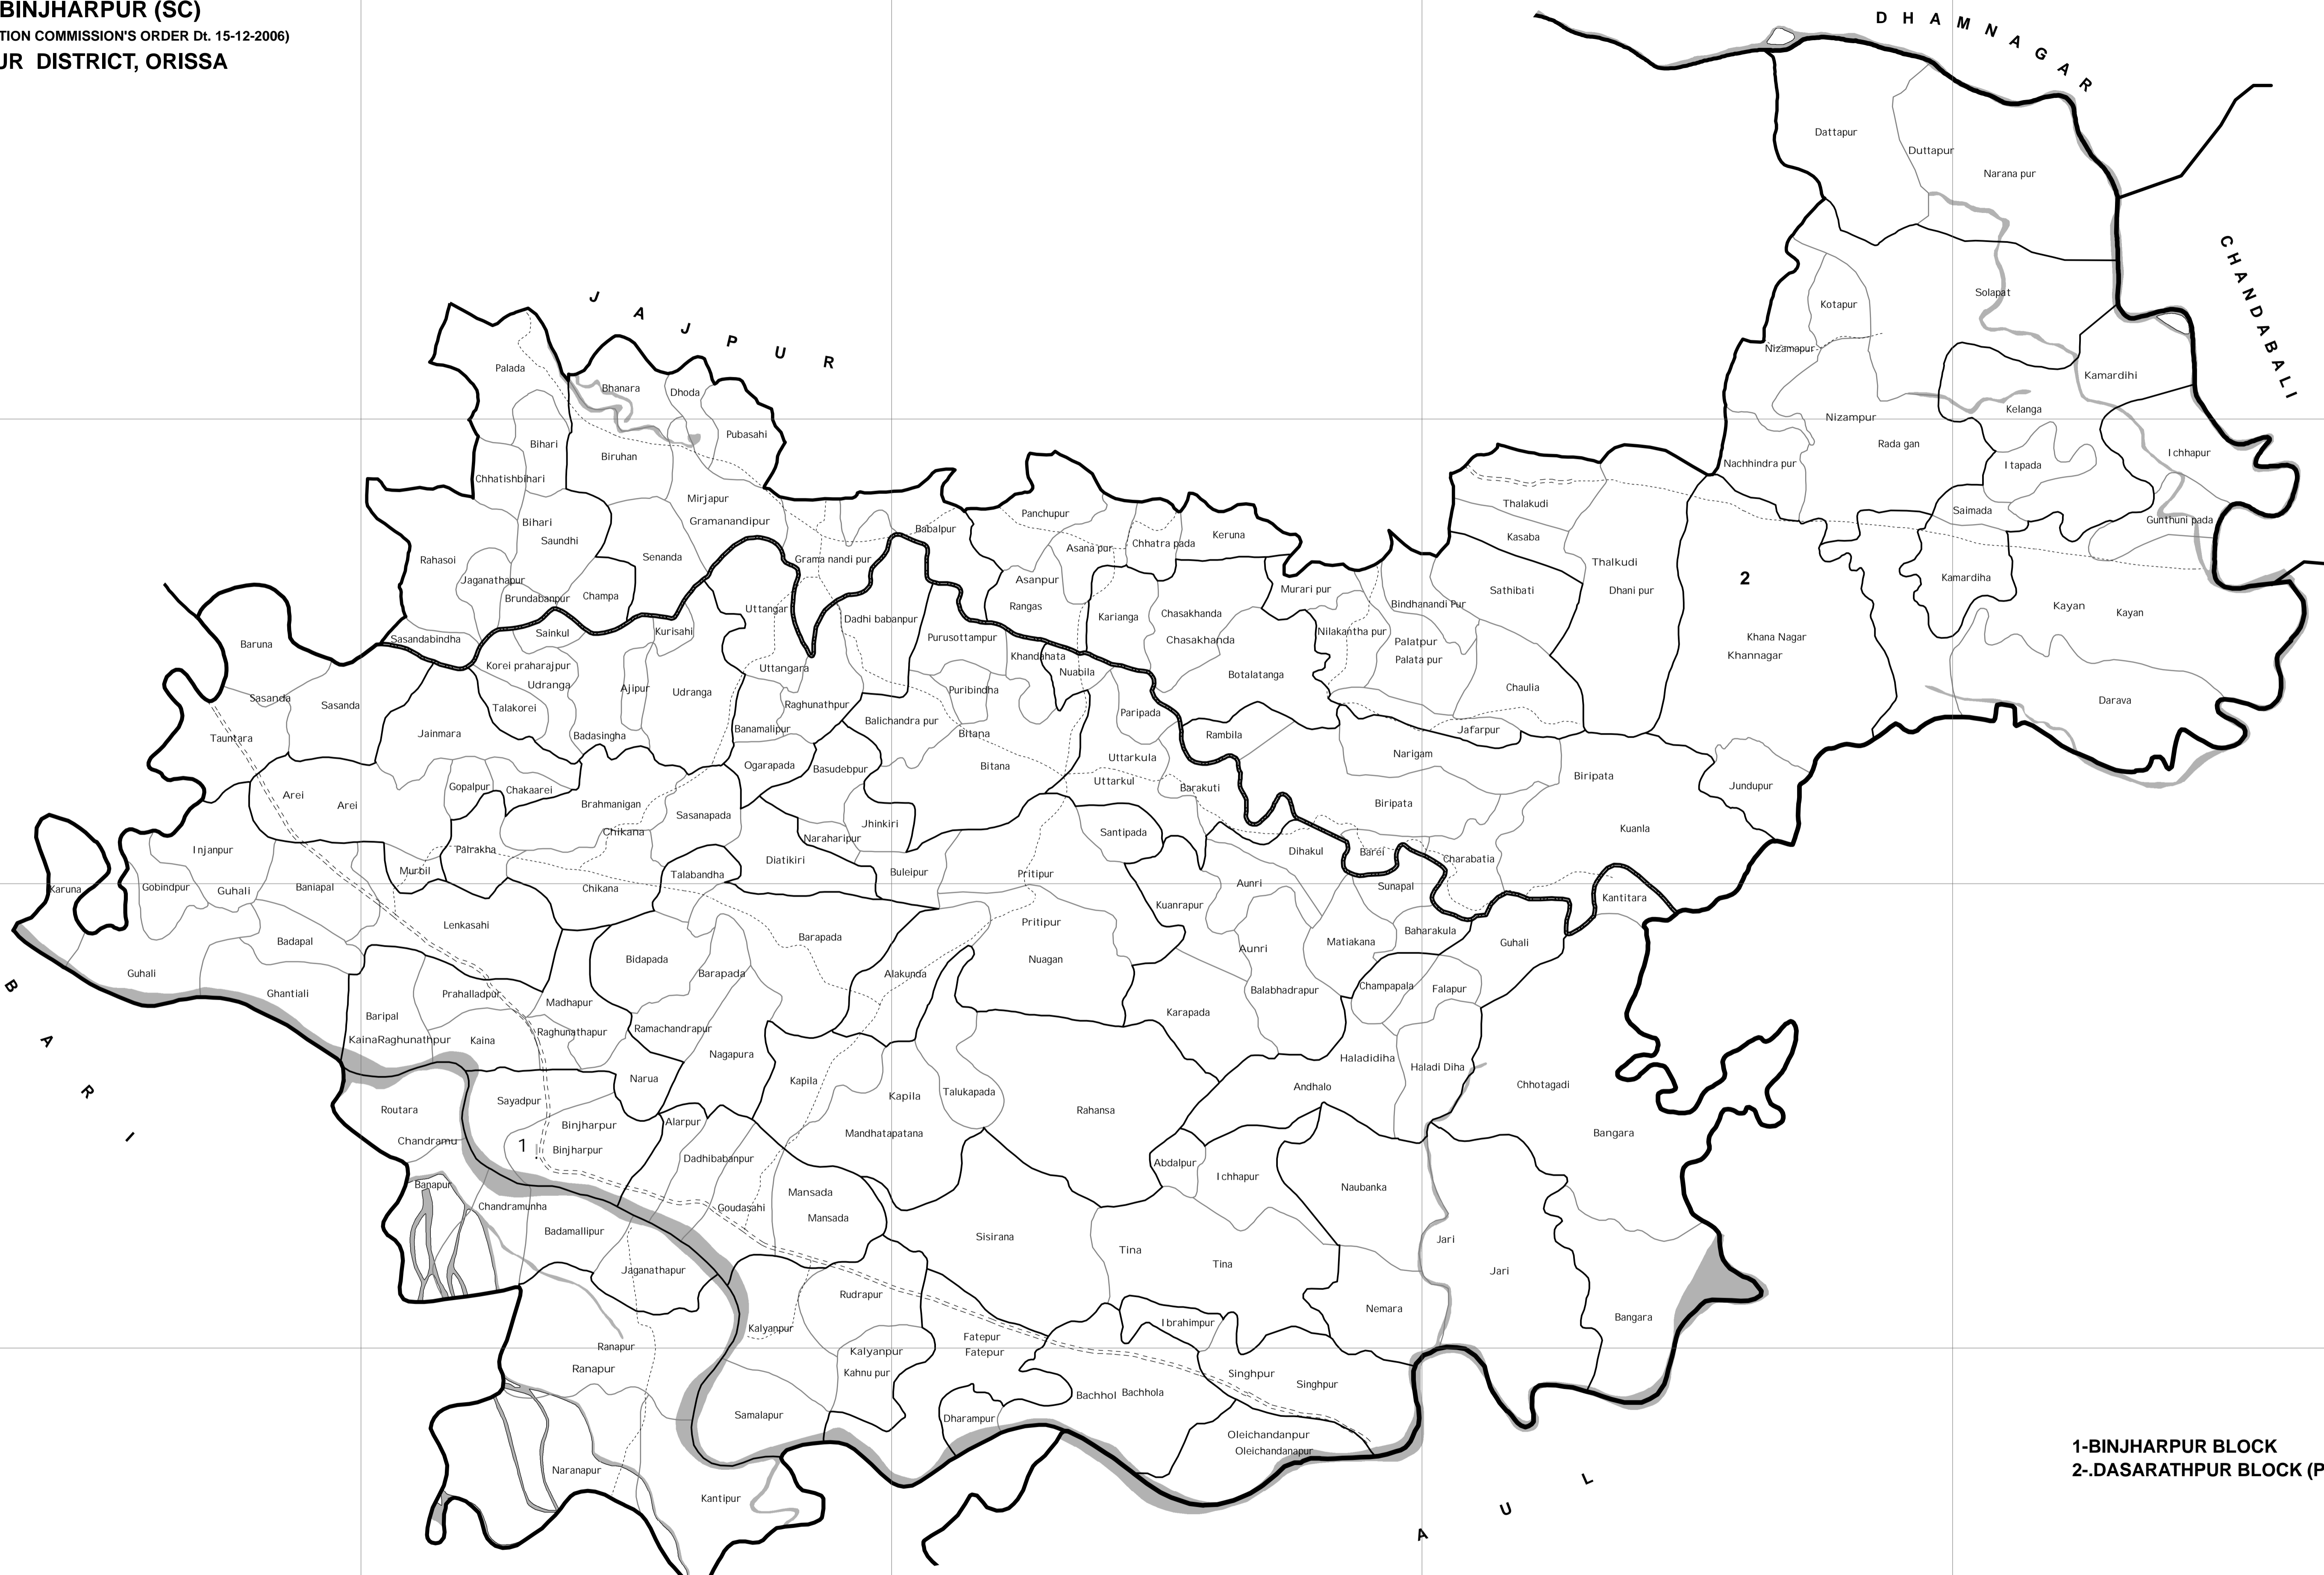 BINJHARPUR (SC)
TION COMMISSION'S ORDER Dt. 15-12-2006)
UR DISTRICT, ORISSA
DHAMNAGAR
CHANDABALI
JAJPUR
Dattapur
Duttapur
Narana pur
Solapat
Kotapur
Nizamapur
Kamardihi
Kelanga
Nizampur
Rada gan
Nachhindra pur
Itapada
Ichhapur
Saimada
Gunthuni pada
Kamardiha
2
Kayan
Kayan
Khana Nagar
Khannagar
Darava
Jundupur
Palada
Bhanara
Dhoda
Pubasahi
Bihari
Biruhan
Chhatishbihari
Mirjapur
Bihari
Gramanandipur
Saundhi
Rahasoi
Senanda
Jaganathapur
Brundabanpur
Champa
Sasandabindha
Grama nandi pur
Babalpur
Panchupur
Asana pur
Chhatra pada
Keruna
Asanpur
Rangas
Karianga
Chasakhanda
Chasakhanda
Murari pur
Botalatanga
Nilakantha pur
Bindhanandi Pur
Palatpur
Palata pur
Thalakudi
Kasaba
Thalkudi
Sathibati
Dhani pur
Chaulia
Jafarpur
Rambila
Narigam
Biripata
Biripata
Kuanla
Charabatia
Barei
Baruna
Sasanda
Sasanda
Tauntara
Jainmara
Sainkul
Kurisahi
Korei praharajpur
Udranga
Ajipur
Udranga
Talakorei
Badasingha
Uttangar
Uttangara
Dadhi babanpur
Purusottampur
Khandahata
Nuabila
Puribindha
Raghunathpur
Banamalipur
Balichandra pur
Bitana
Bitana
Paripada
Uttarkula
Uttarkul
Barakuti
Ogarapada
Basudebpur
Arei
Arei
Gopalpur
Chakaarei
Brahmanigan
Sasanapada
Chikana
Jhinkiri
Naraharipur
Diatikiri
Santipada
Injanpur
Palrakha
Murbil
Karuna
Gobindpur
Guhali
Baniapal
Chikana
Talabandha
Buleipur
Pritipur
Dihakul
Sunapal
Aunri
Kantitara
Kuanrapur
Lenkasahi
Badapal
Barapada
Pritipur
Baharakula
Matiakana
Guhali
Aunri
Nuagan
Bidapada
Barapada
Alakunda
Guhali
Ghantiali
Prahalladpur
Madhapur
Balabhadrapur
Champapala
Falapur
Baripal
Raghunathapur
Ramachandrapur
Karapada
KainaRaghunathpur
Kaina
Nagapura
Haladidiha
Haladi Diha
Narua
Kapila
Kapila
Talukapada
Andhalo
Chhotagadi
Routara
Sayadpur
Rahansa
Binjharpur
Alarpur
Mandhatapatana
Chandramu
1
Binjharpur
Bangara
Dadhibabanpur
Abdalpur
Ichhapur
Naubanka
Banapur
Chandramunha
Mansada
Mansada
Goudasahi
Badamallipur
Sisirana
Tina
Tina
Jari
Jari
Jaganathapur
Rudrapur
Nemara
Kalyanpur
Ibrahimpur
Bangara
Fatepur
Fatepur
Ranapur
Ranapur
Kalyanpur
Kahnu pur
Singhpur
Singhpur
Bachhol
Bachhola
Samalapur
Dharampur
Oleichandanpur
Oleichandanapur
Naranapur
Kantipur
BARI
AUL
1-BINJHARPUR BLOCK
2-.DASARATHPUR BLOCK (P